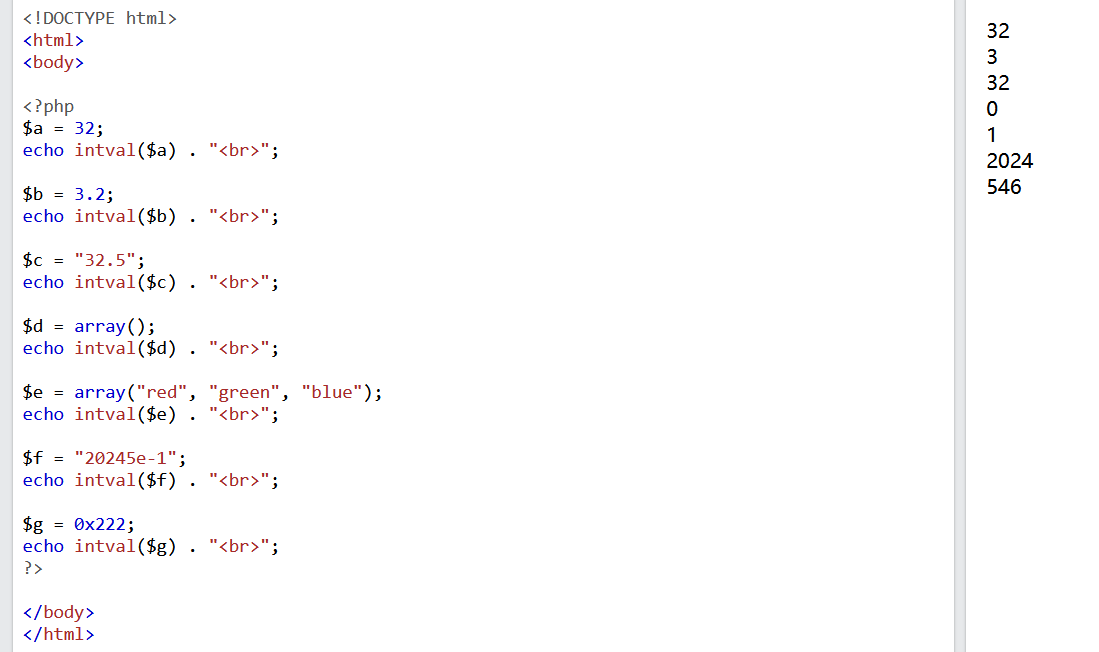 <!DOCTYPE html>
<html>
<body>
<?php
$a = 32;
echo intval($a) . "<br>";
$b = 3.2;
echo intval($b) . "<br>";
$c = "32.5";
echo intval($c) . "<br>";
$d = array();
echo intval($d) . "<br>";
$e = array("red", "green", "blue");
echo intval($e) . "<br>";
$f = "20245e-1";
echo intval($f) . "<br>";
$g = 0x222;
echo intval($g) . "<br>";
?>
</body>
</html>
32
3
32
0
1
2024
546